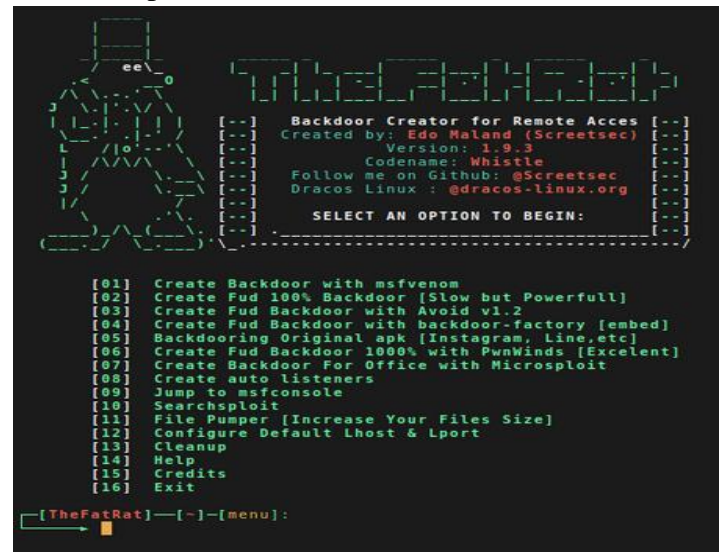 TheFatRat
[--] Backdoor Creator for Remote Acces [--]
[--] Created by: Edo Maland (Screetsec) [--]
[--] Version: 1.9.3 [--]
[--] Codename: Whistle [--]
[--] Follow me on Github: @Screetsec [--]
[--] Dracos Linux : @dracos-linux.org [--]
[--] [--]
[--] SELECT AN OPTION TO BEGIN: [--]
[--] [--]
[01] Create Backdoor with msfvenom
[02] Create Fud 100% Backdoor [Slow but Powerfull]
[03] Create Fud Backdoor with Avoid v1.2
[04] Create Fud Backdoor with backdoor-factory [embed]
[05] Backdooring Original apk [Instagram, Line,etc]
[06] Create Fud Backdoor 1000% with PwnWinds [Excelent]
[07] Create Backdoor For Office with Microsploit
[08] Create auto listeners
[09] Jump to msfconsole
[10] Searchsploit
[11] File Pumper [Increase Your Files Size]
[12] Configure Default Lhost & Lport
[13] Cleanup
[14] Help
[15] Credits
[16] Exit
[TheFatRat]—[~]—[menu]: